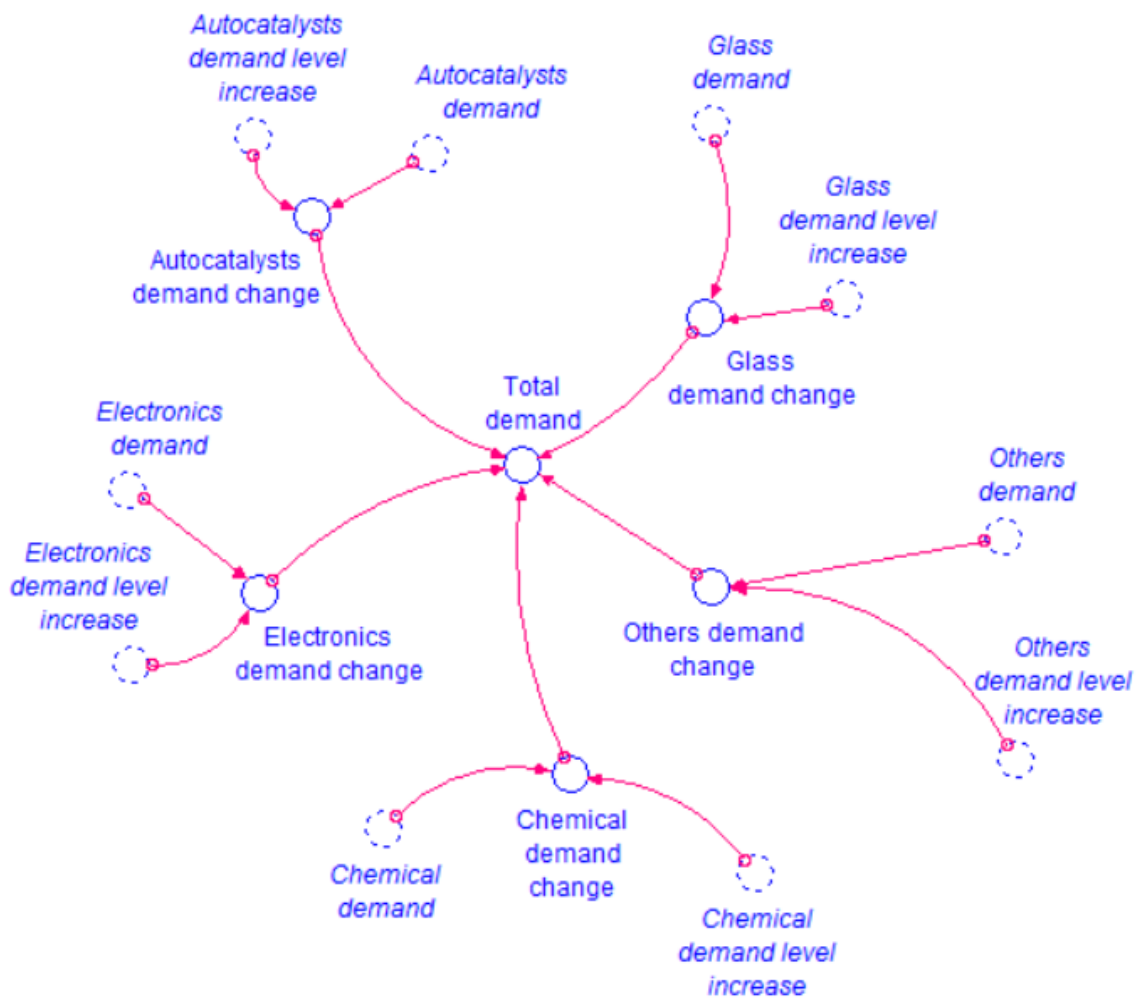 Autocatalysts
demand level
increase
Autocatalysts
demand
Glass
demand
Glass
demand level
increase
Autocatalysts
demand change
Glass
demand change
Total
demand
Electronics
demand
Others
demand
Electronics
demand level
increase
Electronics
demand change
Others demand
change
Others
demand level
increase
Chemical
demand
change
Chemical
demand
Chemical
demand level
increase